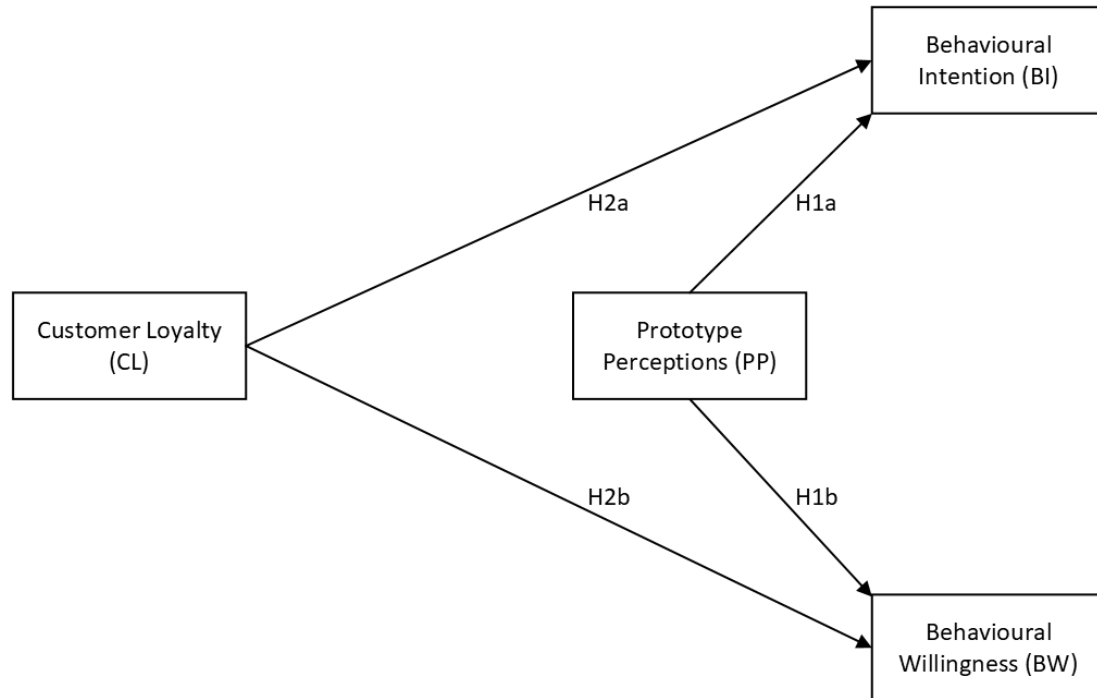 Behavioural
Intention (BI)
H2a
H1a
Customer Loyalty
(CL)
Prototype
Perceptions (PP)
H2b
H1b
Behavioural
Willingness (BW)